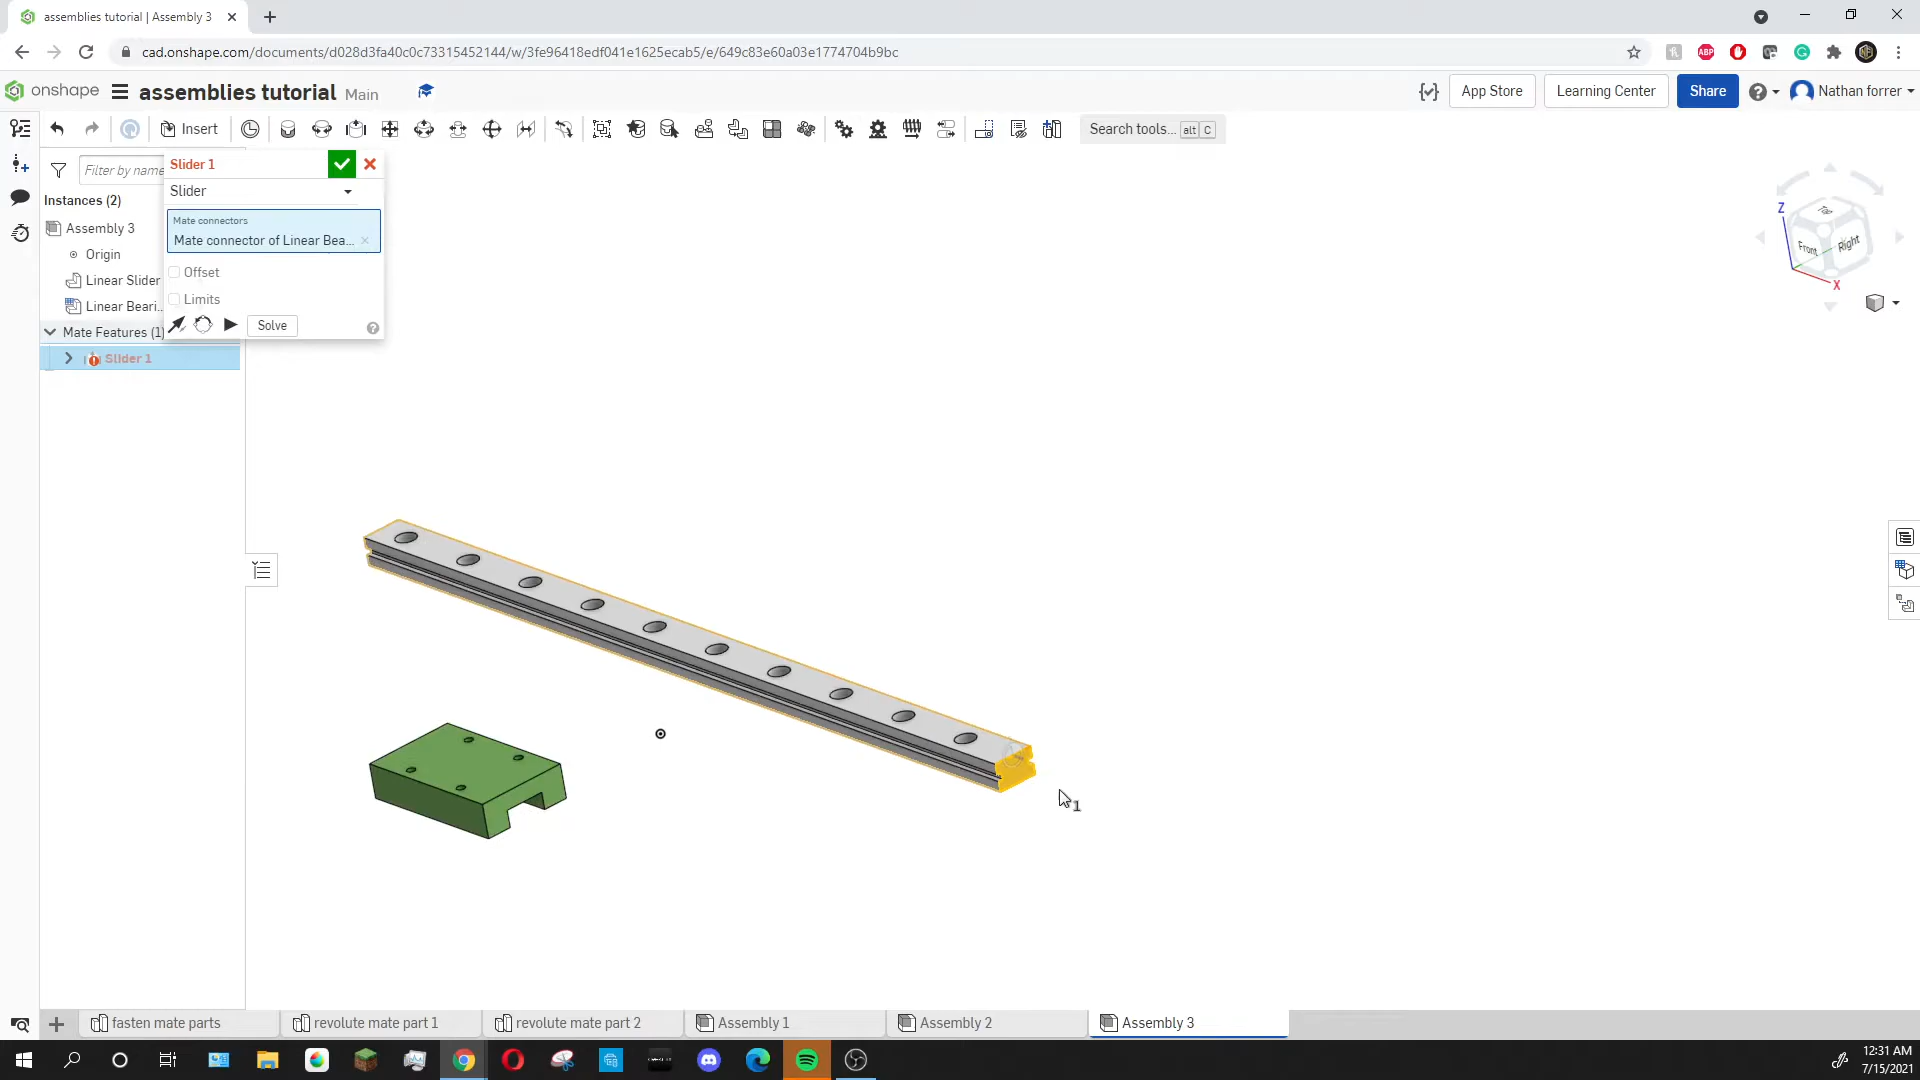 assemblies tutorial | Assembly 3
cad.onshape.com/documents/d028d3fa40c0c73315452144/w/3fe96418edf041e1625ecab5/e/649c83e60a03e1774704b9bc
ABP
onshape
assemblies tutorial Main
App Store
Learning Center
Share
Nathan forrer
Insert
Search tools... alt C
Filter by name
Slider 1
Slider
Instances (2)
Mate connectors
Assembly 3
Mate connector of Linear Bea...
Origin
Offset
Linear Slider
Limits
Linear Beari...
Solve
Mate Features (1)
Slider 1
Z
Top
Front
Right
X
1
fasten mate parts
revolute mate part 1
revolute mate part 2
Assembly 1
Assembly 2
Assembly 3
12:31 AM
7/15/2021